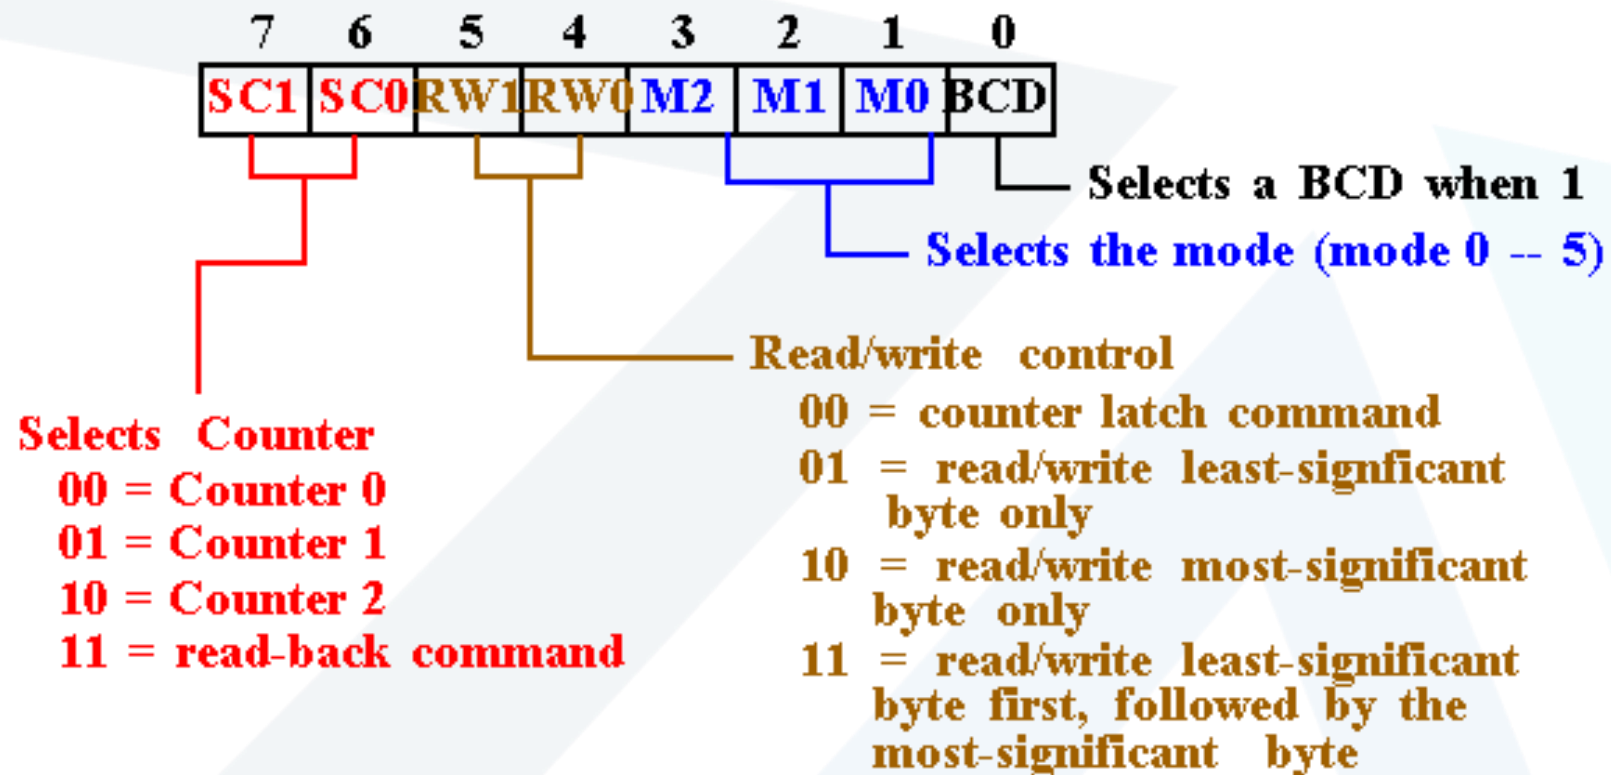 7 6 5 4 3 2 1 0
SC1 SC0 RW1 RW0 M2 M1 M0 BCD
Selects a BCD when 1
Selects the mode (mode 0 -- 5)
Read/write control
00 = counter latch command
01 = read/write least-signficant
byte only
10 = read/write most-significant
byte only
11 = read/write least-significant
byte first, followed by the
most-significant byte
Selects Counter
00 = Counter 0
01 = Counter 1
10 = Counter 2
11 = read-back command